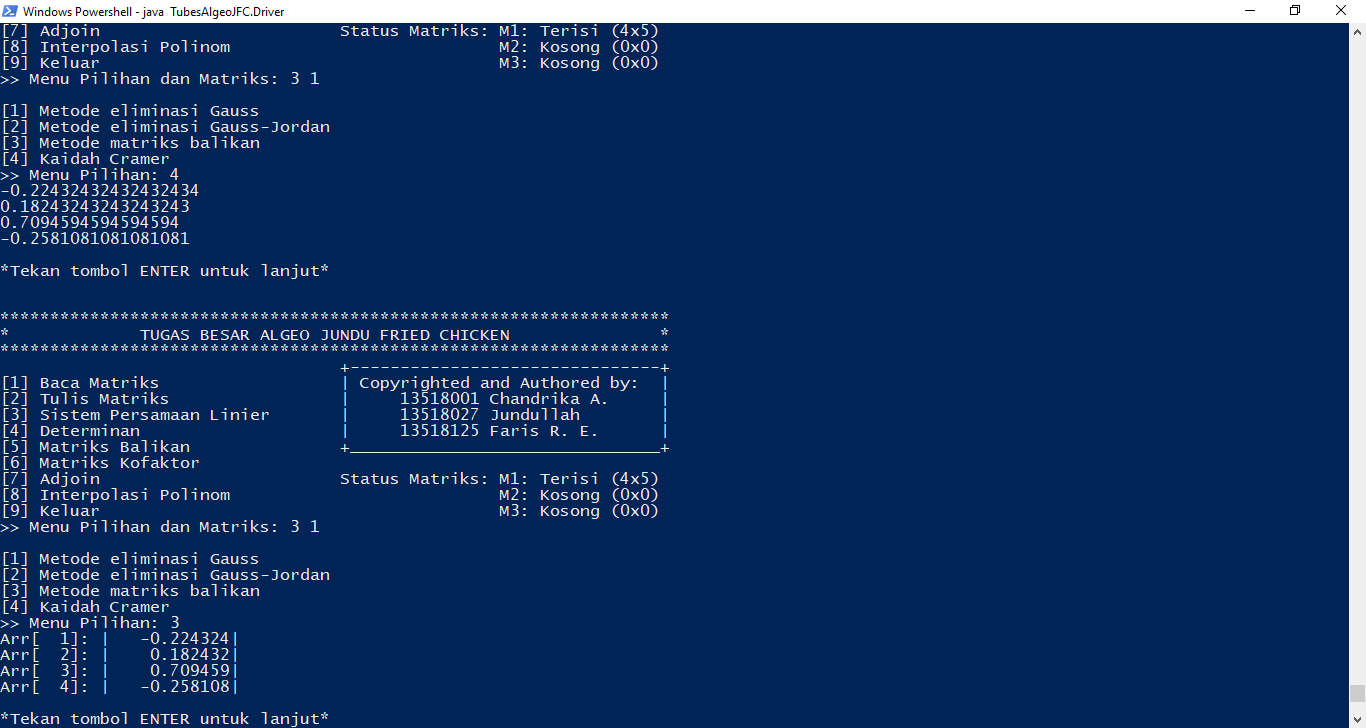 Windows Powershell - java  TubesAlgeoJFC.Driver
[7] Adjoin                        Status Matriks: M1: Terisi (4x5)
[8] Interpolasi Polinom                           M2: Kosong (0x0)
[9] Keluar                                        M3: Kosong (0x0)
>> Menu Pilihan dan Matriks: 3 1
[1] Metode eliminasi Gauss
[2] Metode eliminasi Gauss-Jordan
[3] Metode matriks balikan
[4] Kaidah Cramer
>> Menu Pilihan: 4
-0.22432432432432434
0.18243243243243243
0.7094594594594594
-0.2581081081081081
*Tekan tombol ENTER untuk lanjut*
*******************************************************************
*             TUGAS BESAR ALGEO JUNDU FRIED CHICKEN               *
*******************************************************************
                                  +-------------------------------+
[1] Baca Matriks                  | Copyrighted and Authored by:  |
[2] Tulis Matriks                 |     13518001 Chandrika A.     |
[3] Sistem Persamaan Linier       |     13518027 Jundullah        |
[4] Determinan                    |     13518125 Faris R. E.      |
[5] Matriks Balikan               +_______________________________+
[6] Matriks Kofaktor
[7] Adjoin                        Status Matriks: M1: Terisi (4x5)
[8] Interpolasi Polinom                           M2: Kosong (0x0)
[9] Keluar                                        M3: Kosong (0x0)
>> Menu Pilihan dan Matriks: 3 1
[1] Metode eliminasi Gauss
[2] Metode eliminasi Gauss-Jordan
[3] Metode matriks balikan
[4] Kaidah Cramer
>> Menu Pilihan: 3
Arr[  1]: |   -0.224324|
Arr[  2]: |    0.182432|
Arr[  3]: |    0.709459|
Arr[  4]: |   -0.258108|
*Tekan tombol ENTER untuk lanjut*